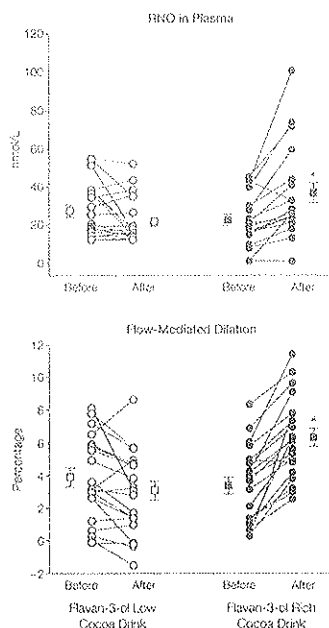 RNO in Plasma
120
100
80
60
40
20
0
nmol/L
Before After Before After
Flow-Mediated Dilation
12
10
8
6
4
2
0
-2
Percentage
Before After Before After
Flavan-3-ol Low Flavan-3-ol Rich
Cocoa Drink Cocoa Drink